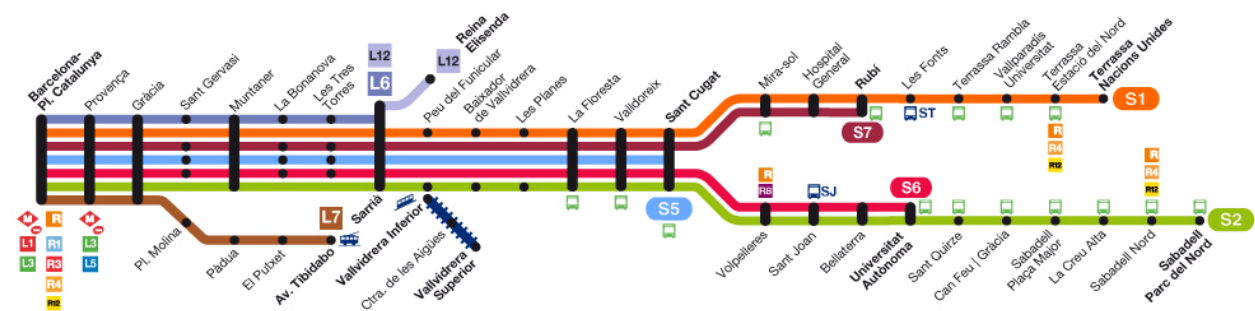 Barcelona-
Pl. Catalunya
Provença
Gràcia
Sant Gervasi
Muntaner
La Bonanova
Les Tres
Torres
L12
L6
L12
Reina
Elisenda
Peu del Funicular
Baixador
de Vallvidrera
Les Planes
La Floresta
Valldoreix
Sant Cugat
Mira-sol
Hospital
General
Rubí
Les Fonts
Terrassa Rambla
Vallparadís
Universitat
Terrassa
Estació del Nord
Terrassa
Nacions Unides
S1
ST
S7
R
R4
R12
M
L1
L3
R
R1
R3
R4
R12
M
L3
L5
Pl. Molina
Pàdua
El Putxet
Av. Tibidabo
L7
Sarrià
Vallvidrera Inferior
Ctra. de les Aigües
Vallvidrera
Superior
S5
R
R8
SJ
S6
R
R4
R12
S2
Volpelleres
Sant Joan
Bellaterra
Universitat
Autònoma
Sant Quirze
Can Feu | Gràcia
Sabadell
Plaça Major
La Creu Alta
Sabadell Nord
Sabadell
Parc del Nord